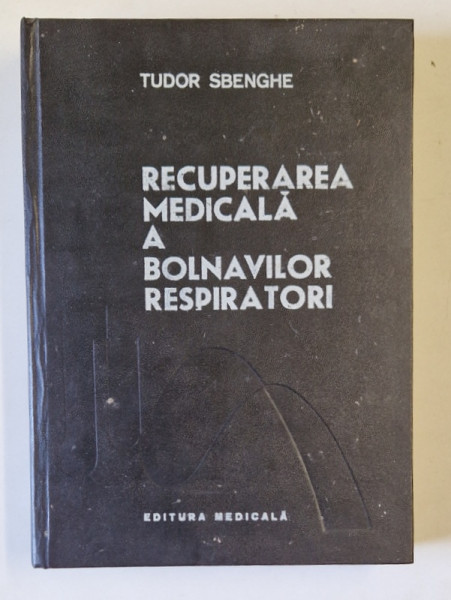 TUDOR SBENGHE
RECUPERAREA
MEDICALĂ
A
BOLNAVILOR
RESPIRATORI
EDITURA MEDICALĂ